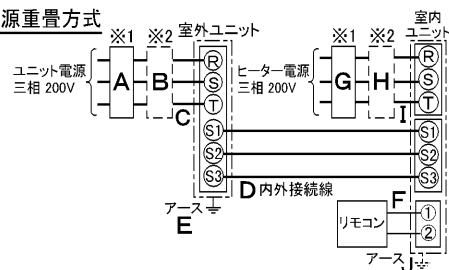 源重畳方式
※1
※2
室外ユニット
ユニット電源
三相 200V
A
B
C
R
S
T
S1
S2
S3
アース
E
D 内外接続線
※1
※2
室内
ユニット
ヒーター電源
三相 200V
G
H
I
R
S
T
S1
S2
S3
F
リモコン
1
2
アース
J